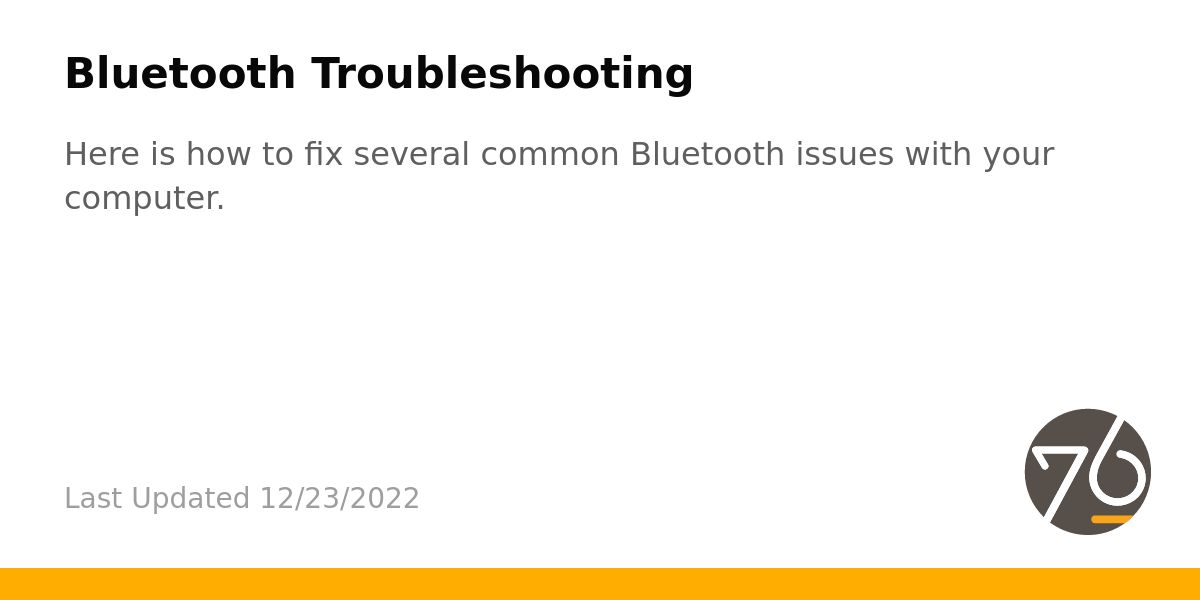 Bluetooth Troubleshooting
Here is how to fix several common Bluetooth issues with your
computer.
Last Updated 12/23/2022
76